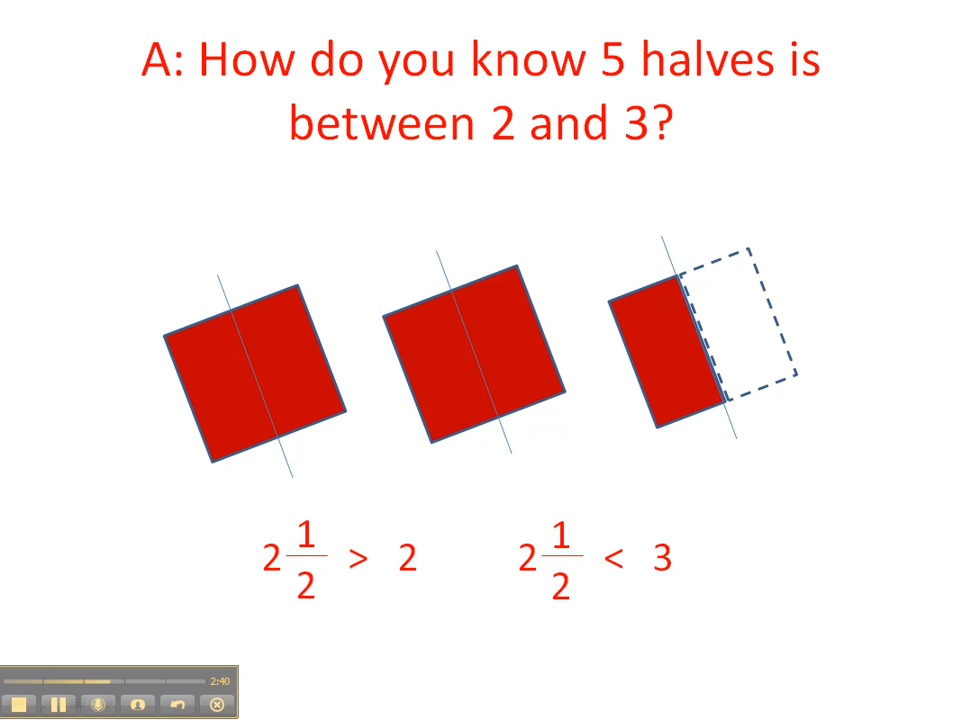 A: How do you know 5 halves is
between 2 and 3?
2 1/2 > 2
2 1/2 < 3
2:40